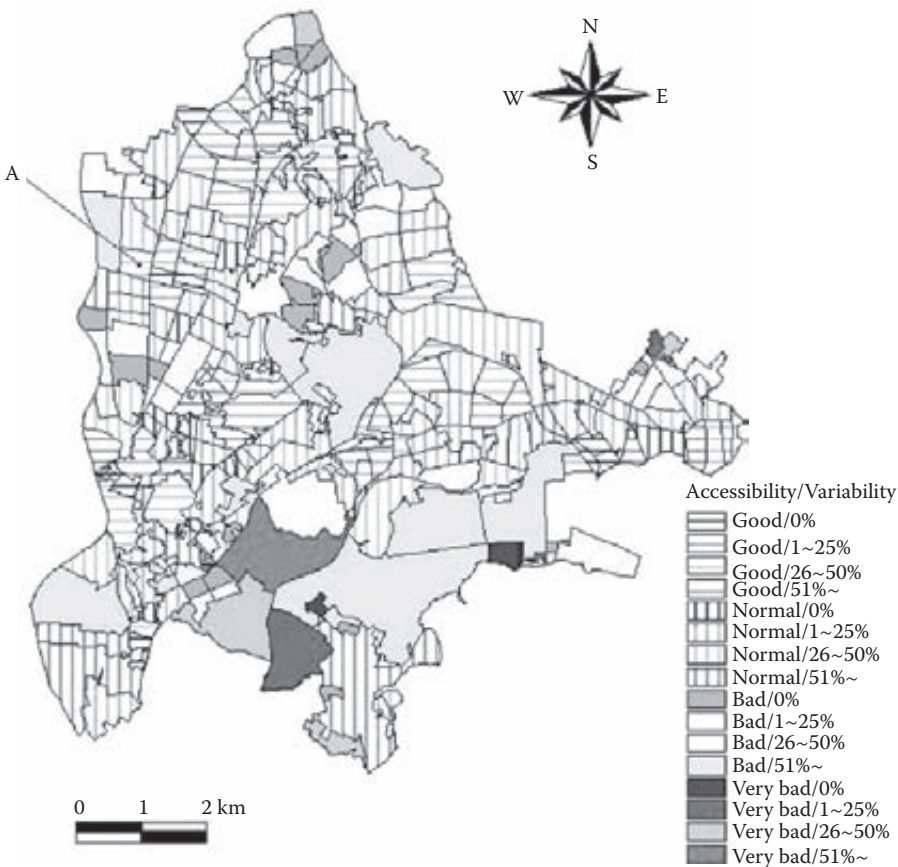 N
W E
S
A
Accessibility/Variability
Good/0%
Good/1~25%
Good/26~50%
Good/51%~
Normal/0%
Normal/1~25%
Normal/26~50%
Normal/51%~
Bad/0%
Bad/1~25%
Bad/26~50%
Bad/51%~
Very bad/0%
Very bad/1~25%
Very bad/26~50%
Very bad/51%~
0 1 2 km